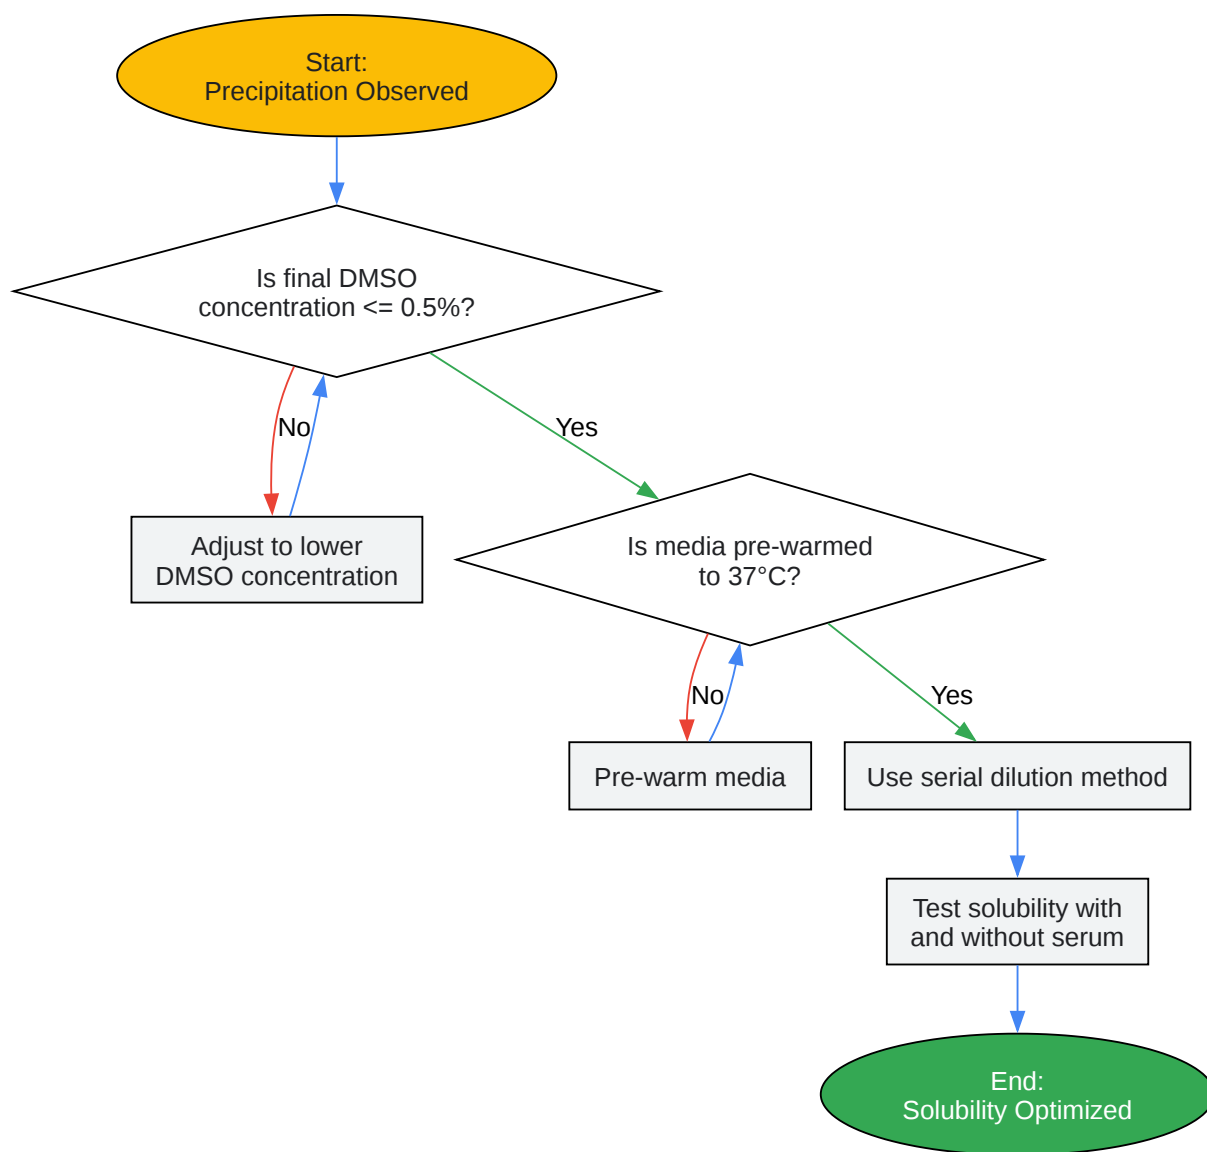 Start:
Precipitation Observed
Is final DMSO
concentration <= 0.5%?
No
Yes
Adjust to lower
DMSO concentration
Is media pre-warmed
to 37°C?
No
Yes
Pre-warm media
Use serial dilution method
Test solubility with
and without serum
End:
Solubility Optimized